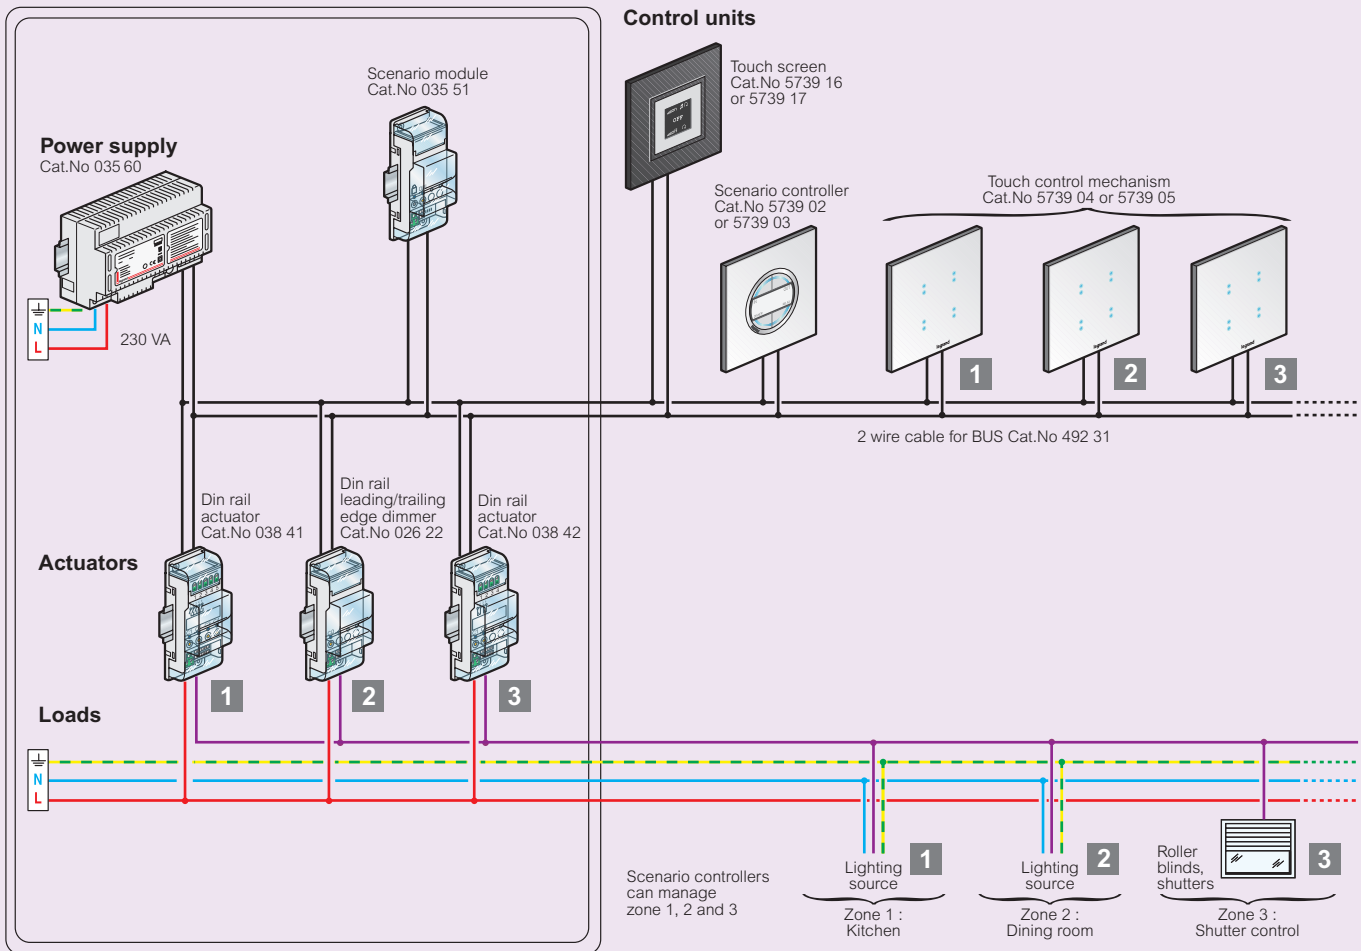 Control units
Touch screen
Cat.No 5739 16
or 5739 17
OFF
Scenario module
Cat.No 035 51
Power supply
Cat.No 035 60
N
L
230 VA
Scenario controller
Cat.No 5739 02
or 5739 03
Touch control mechanism
Cat.No 5739 04 or 5739 05
legrand
legrand
legrand
1
2
3
2 wire cable for BUS Cat.No 492 31
Din rail
actuator
Cat.No 038 41
Din rail
leading/trailing
edge dimmer
Cat.No 026 22
Din rail
actuator
Cat.No 038 42
Actuators
1
2
3
Loads
N
L
Scenario controllers
can manage
zone 1, 2 and 3
Lighting
source
1
Zone 1 :
Kitchen
Lighting
source
2
Zone 2 :
Dining room
Roller
blinds,
shutters
3
Zone 3 :
Shutter control